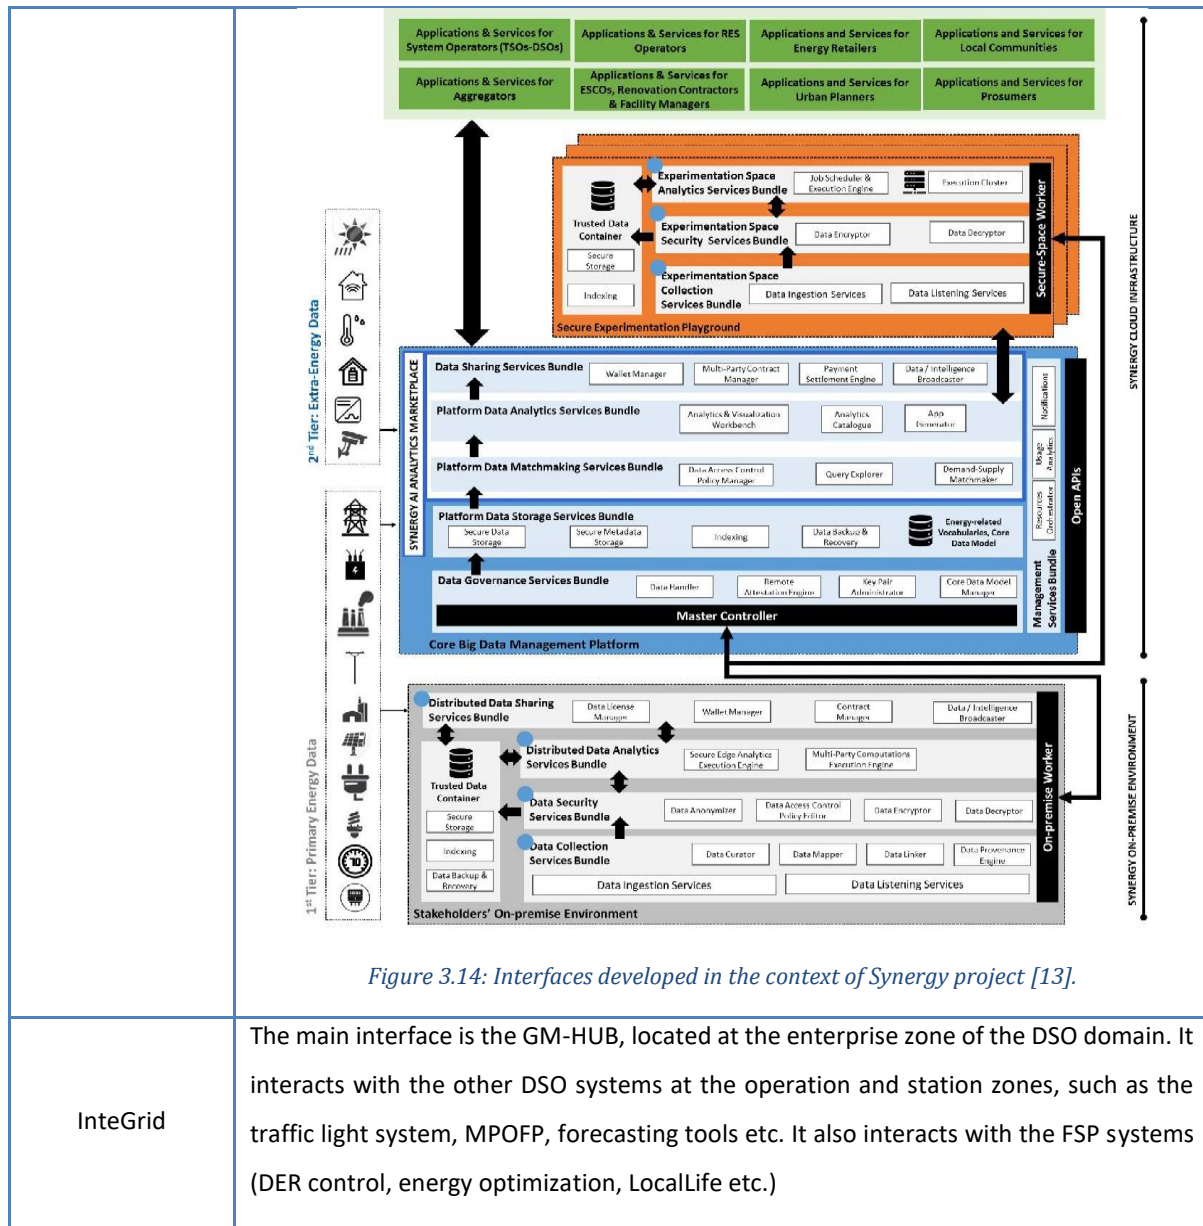 Applications & Services for
System Operators (TSOs-DSOs)
Applications & Services for RES
Operators
Applications and Services for
Energy Retailers
Applications and Services for
Local Communities
Applications & Services for
Aggregators
Applications & Services for
ESCOs, Renovation Contractors
& Facility Managers
Applications and Services for
Urban Planners
Applications and Services for
Prosumers
Trusted Data
Container
Secure
Storage
Indexing
Experimentation Space
Analytics Services Bundle
Job Scheduler &
Execution Engine
Execution Cluster
Experimentation Space
Security Services Bundle
Data Encryptor
Data Decryptor
Experimentation Space
Collection
Services Bundle
Data Ingestion Services
Data Listening Services
Secure-Space Worker
Secure Experimentation Playground
SYNERGY CLOUD INFRASTRUCTURE
2nd Tier: Extra-Energy Data
SYNERGY AI ANALYTICS MARKETPLACE
Data Sharing Services Bundle
Wallet Manager
Multi-Party Contract
Manager
Payment
Settlement Engine
Data / Intelligence
Broadcaster
Platform Data Analytics Services Bundle
Analytics & Visualization
Workbench
Analytics
Catalogue
App
Generator
Platform Data Matchmaking Services Bundle
Data Access Control
Policy Manager
Query Explorer
Demand-Supply
Matchmaker
Platform Data Storage Services Bundle
Secure Data
Storage
Secure Metadata
Storage
Indexing
Data Backup &
Recovery
Energy-related
Vocabularies, Core
Data Model
Data Governance Services Bundle
Data Handler
Remote
Attestation Engine
Key Pair
Administrator
Core Data Model
Manager
Master Controller
Core Big Data Management Platform
Notifications
Usage
Analytics
Resources
Orchestrator
Management
Services Bundle
Open APIs
1st Tier: Primary Energy Data
Distributed Data Sharing
Services Bundle
Data License
Manager
Wallet Manager
Contract
Manager
Data / Intelligence
Broadcaster
Trusted Data
Container
Secure
Storage
Indexing
Data Backup &
Recovery
Distributed Data Analytics
Services Bundle
Secure Edge Analytics
Execution Engine
Multi-Party Computations
Execution Engine
Data Security
Services Bundle
Data Anonymizer
Data Access Control
Policy Editor
Data Encryptor
Data Decryptor
Data Collection
Services Bundle
Data Curator
Data Mapper
Data Linker
Data Provenance
Engine
Data Ingestion Services
Data Listening Services
On-premise Worker
Stakeholders' On-premise Environment
SYNERGY ON-PREMISE ENVIRONMENT
Figure 3.14: Interfaces developed in the context of Synergy project [13].
InteGrid
The main interface is the GM-HUB, located at the enterprise zone of the DSO domain. It
interacts with the other DSO systems at the operation and station zones, such as the
traffic light system, MPOFP, forecasting tools etc. It also interacts with the FSP systems
(DER control, energy optimization, LocalLife etc.)